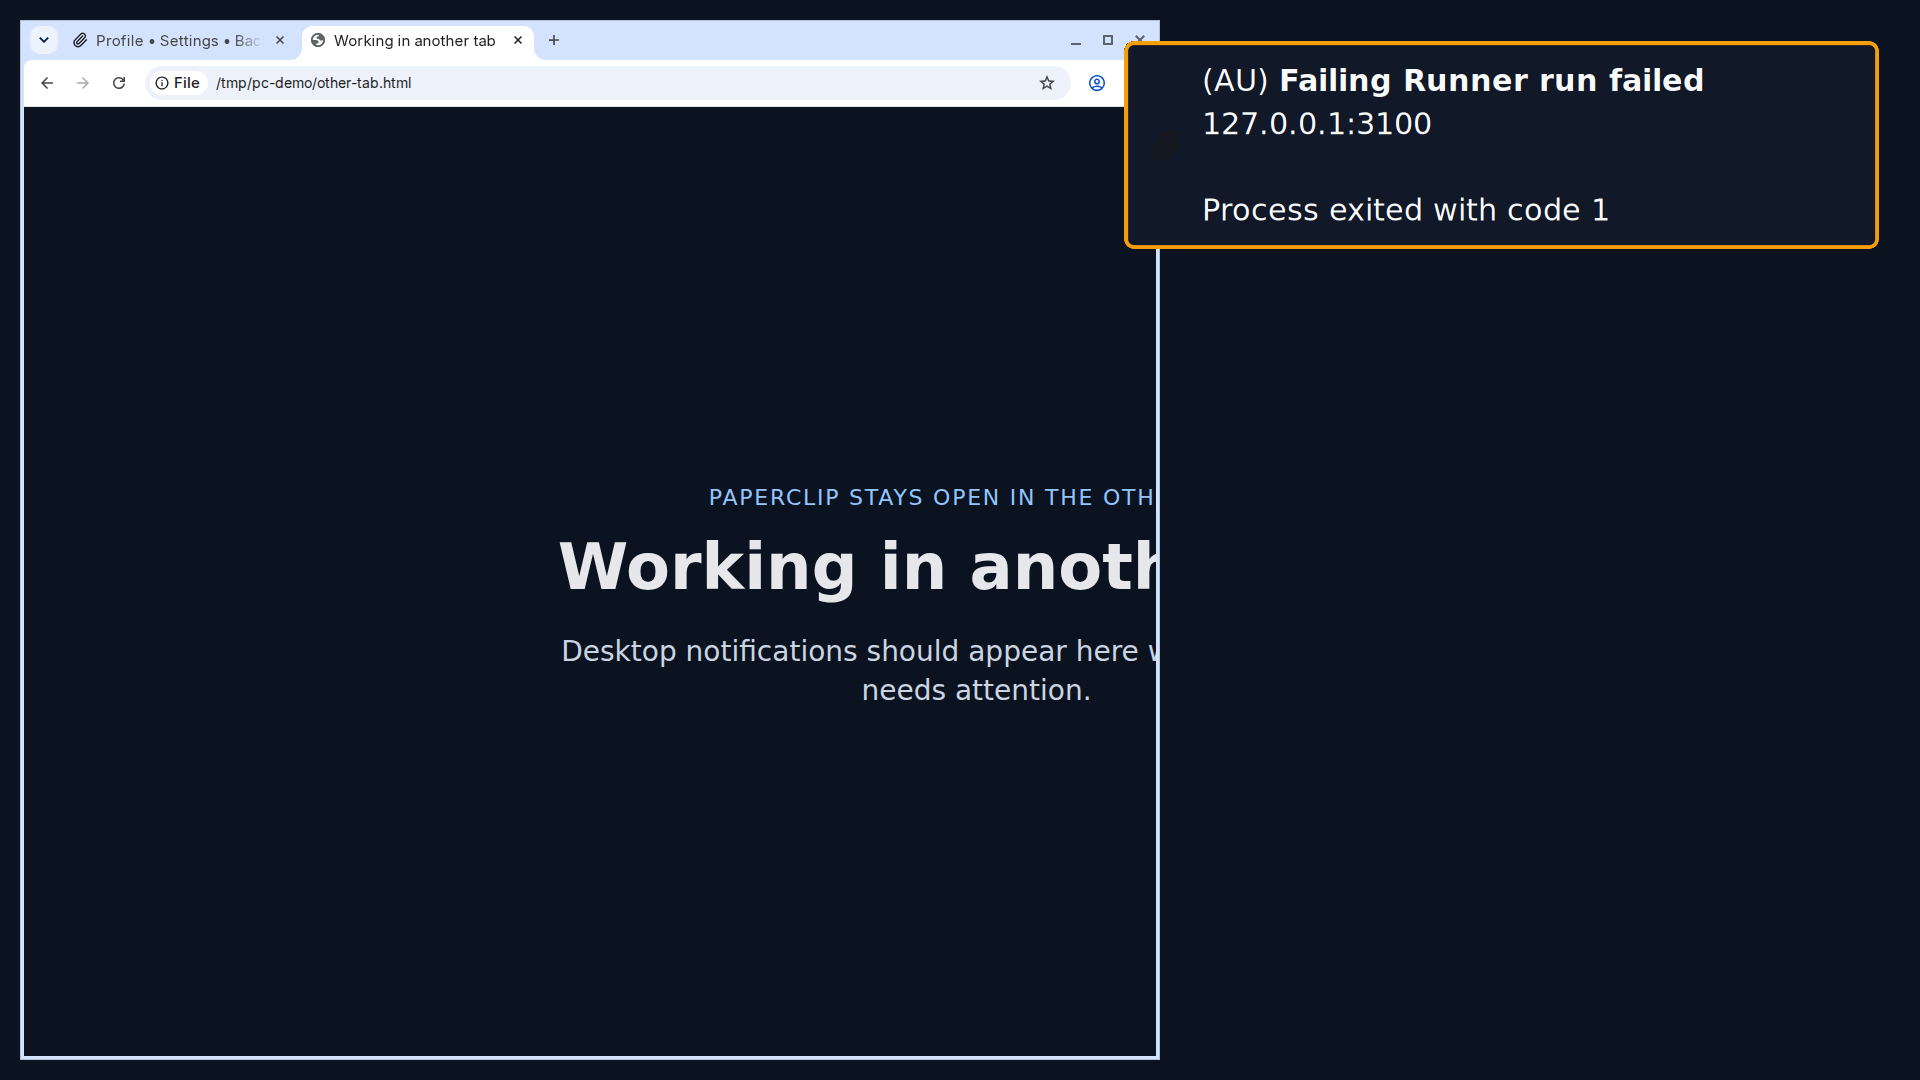 Profile • Settings • Bac
Working in another tab
File
/tmp/pc-demo/other-tab.html
(AU) Failing Runner run failed
127.0.0.1:3100
Process exited with code 1
PAPERCLIP STAYS OPEN IN THE OTH
Working in anoth
Desktop notifications should appear here
needs attention.